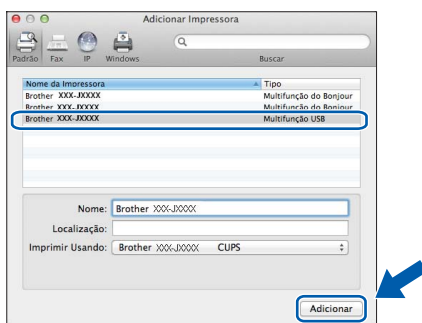 Adicionar Impressora
Padrão Fax IP Windows Buscar
Nome da Impressora Tipo
Brother XXX-JXXXX Multifunção do Bonjour
Brother XXX-JXXXX Multifunção do Bonjour
Brother XXX-JXXXX Multifunção USB
Nome: Brother XXX-JXXXX
Localização:
Imprimir Usando: Brother XXX-JXXXX CUPS
Adicionar